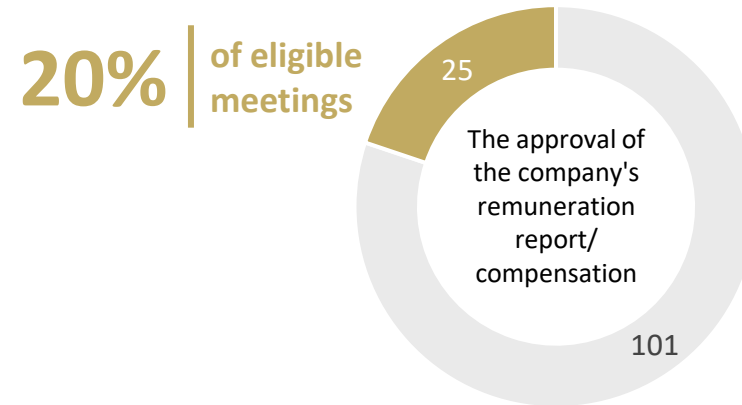 20%
of eligible
meetings
25
The approval of
the company's
remuneration
report/
compensation
101